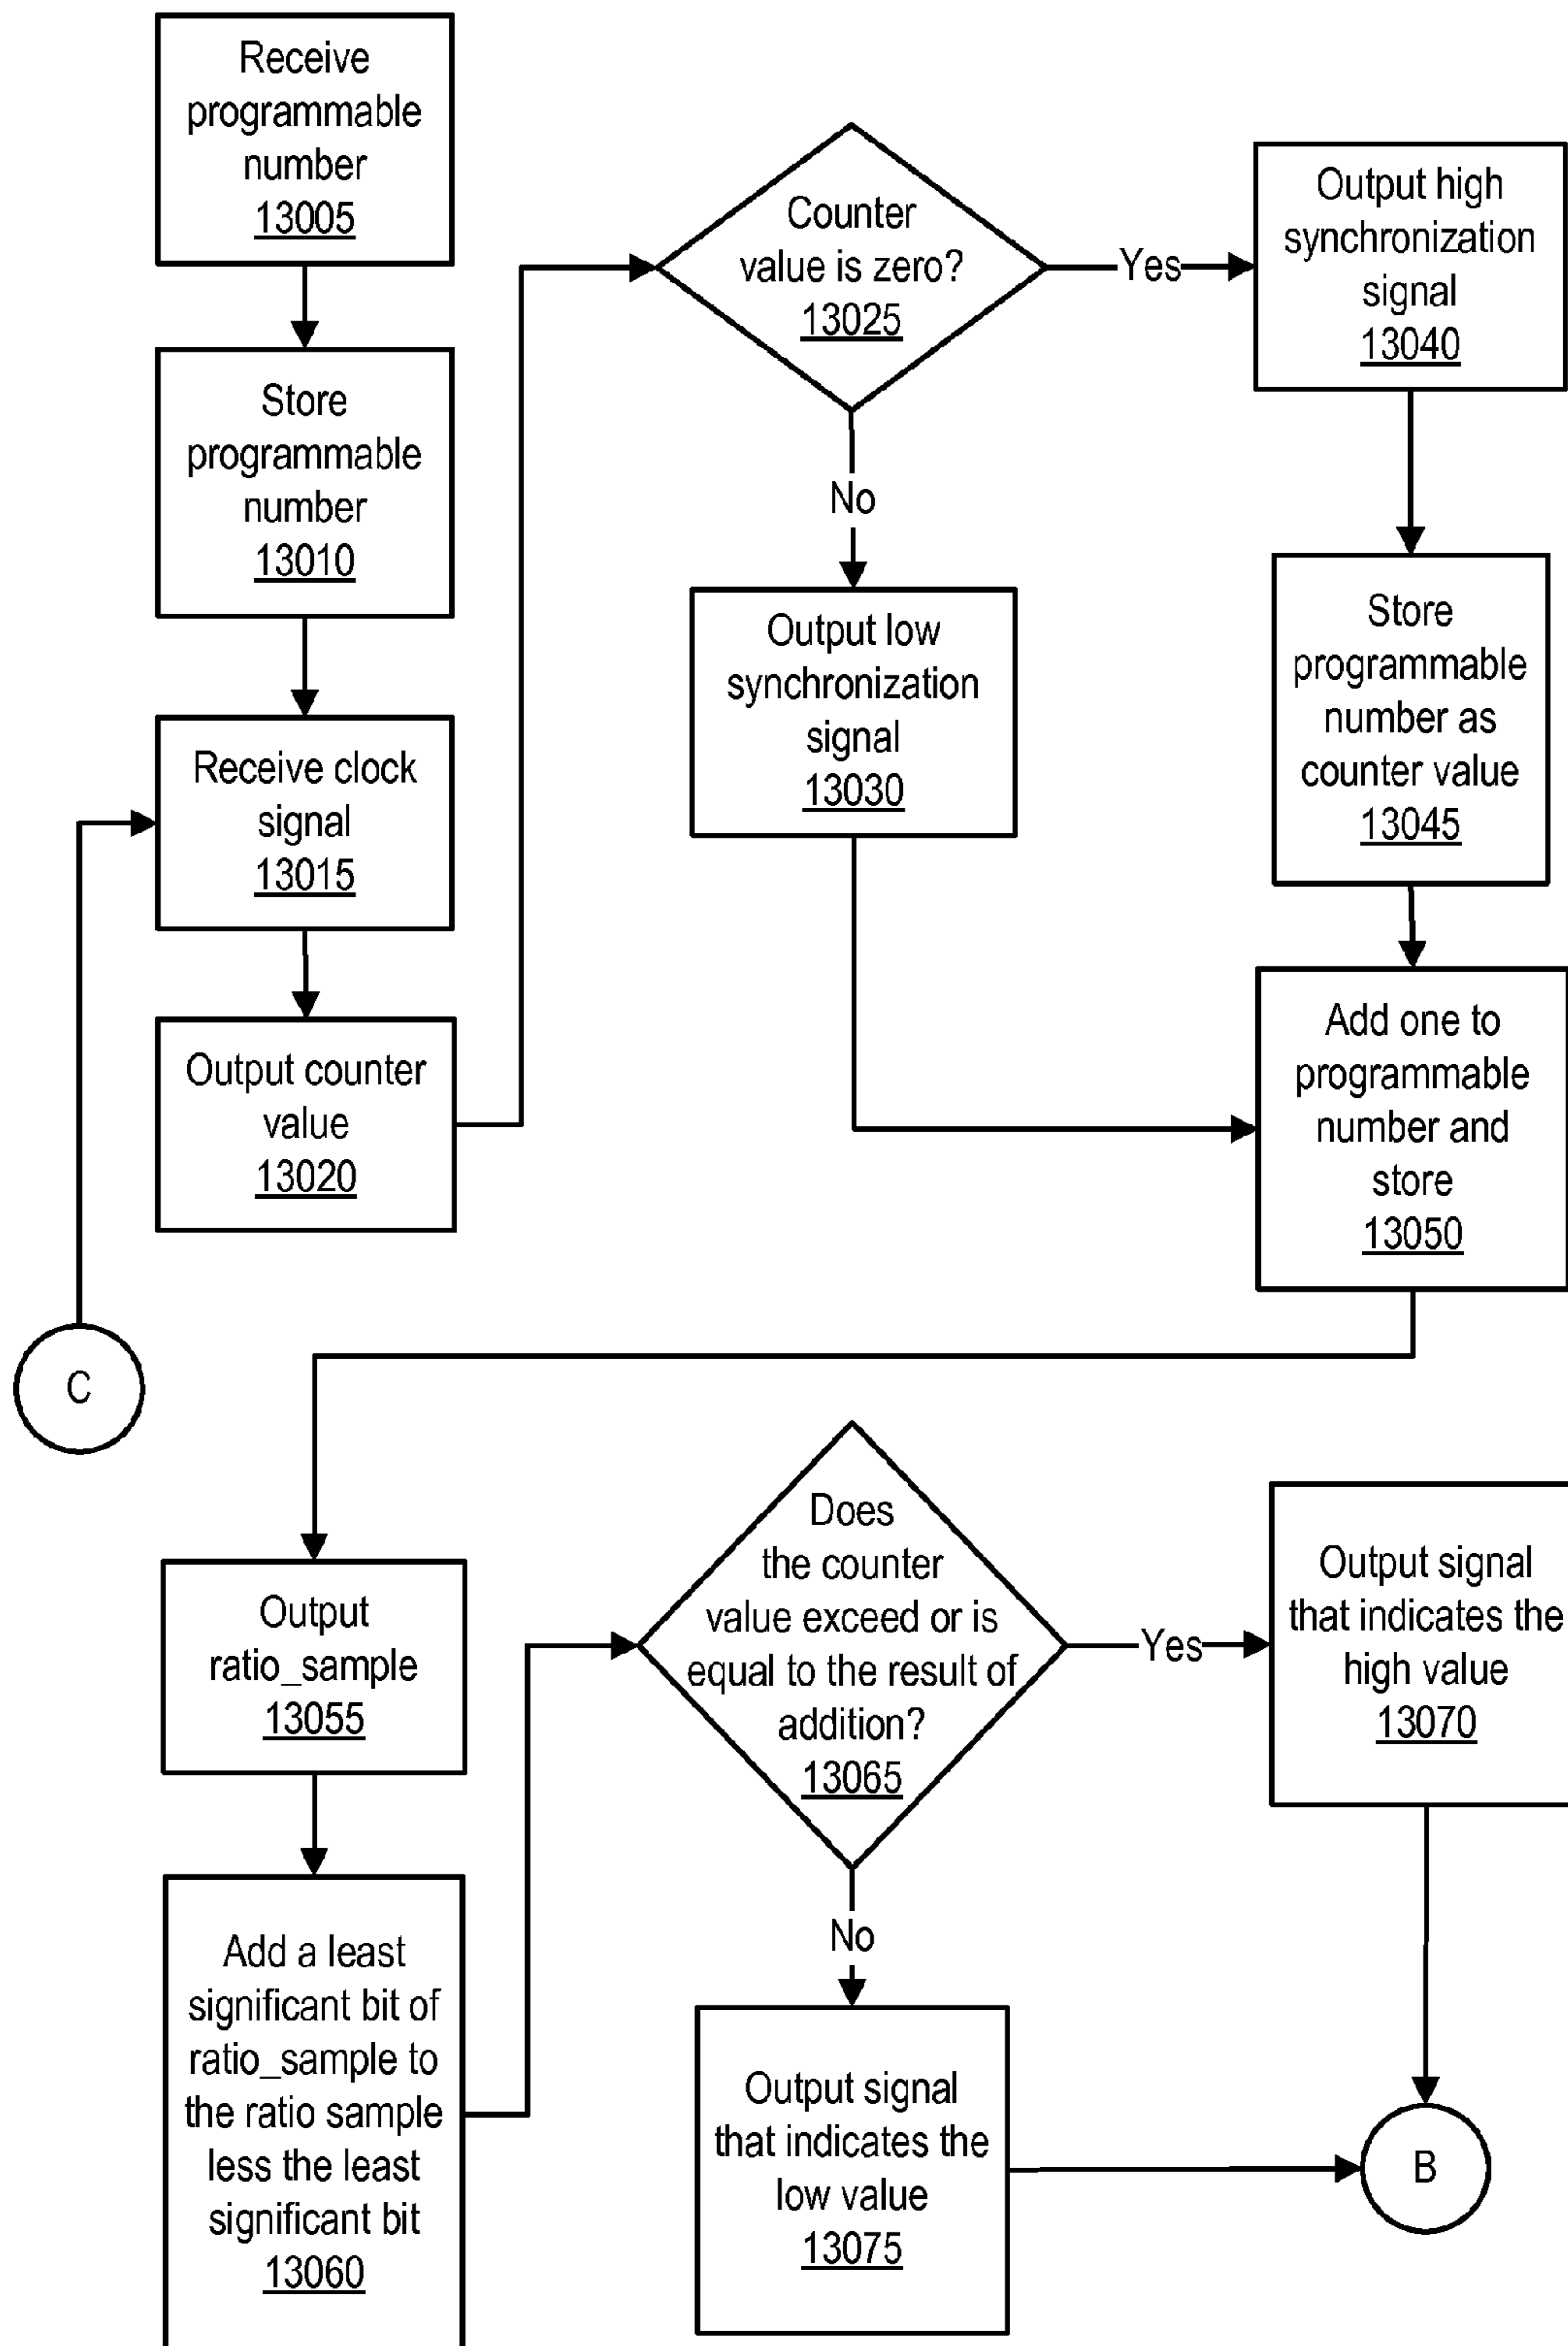 Receive
programmable
number
13005
Store
programmable
number
13010
Receive clock
signal
13015
Output counter
value
13020
C
Counter
value is zero?
13025
Yes
No
Output low
synchronization
signal
13030
Output high
synchronization
signal
13040
Store
programmable
number as
counter value
13045
Add one to
programmable
number and
store
13050
Output
ratio_sample
13055
Add a least
significant bit of
ratio_sample to
the ratio sample
less the least
significant bit
13060
Does
the counter
value exceed or is
equal to the result of
addition?
13065
Yes
No
Output signal
that indicates the
high value
13070
Output signal
that indicates the
low value
13075
B